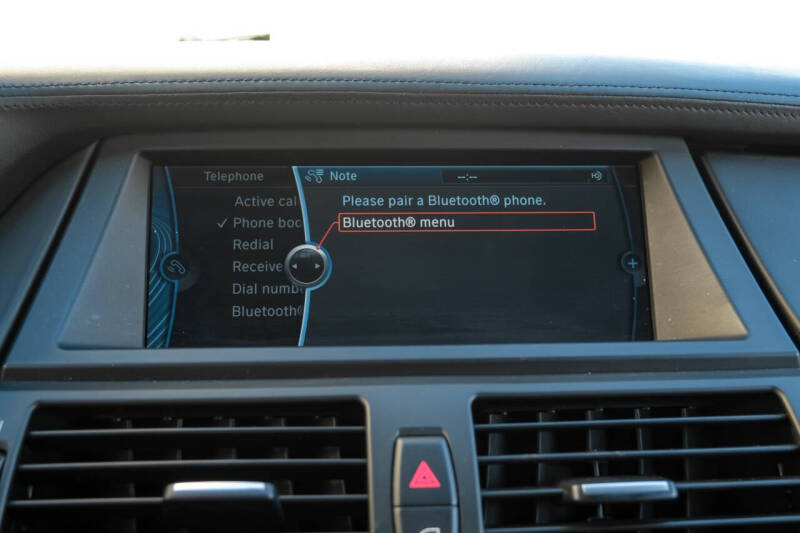 Telephone
Note
--:--
Active cal
Phone boo
Redial
Receive
Dial numb
Bluetooth®
Please pair a Bluetooth® phone.
Bluetooth® menu